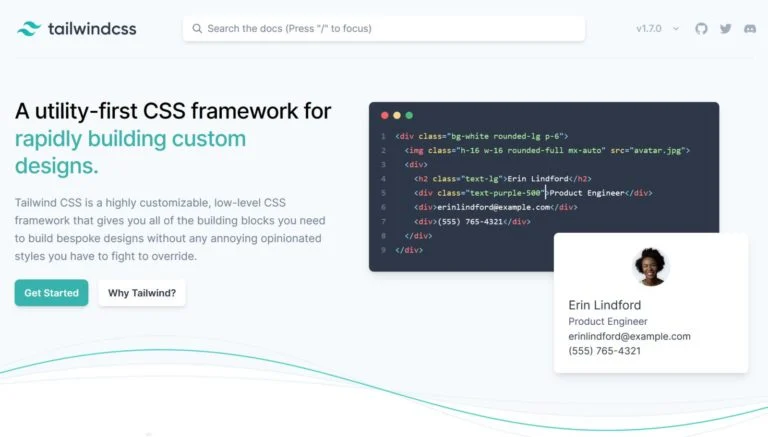 tailwindcss
Search the docs (Press "/" to focus)
v1.7.0
A utility-first CSS framework for
rapidly building custom
designs.
Tailwind CSS is a highly customizable, low-level CSS
framework that gives you all of the building blocks you need
to build bespoke designs without any annoying opinionated
styles you have to fight to override.
Get Started
Why Tailwind?
1 <div class="bg-white rounded-lg p-6">
2 <img class="h-16 w-16 rounded-full mx-auto" src="avatar.jpg">
3 <div>
4 <h2 class="text-lg">Erin Lindford</h2>
5 <div class="text-purple-500">Product Engineer</div>
6 <div>erinlindford@example.com</div>
7 <div>(555) 765-4321</div>
8 </div>
9 </div>
Erin Lindford
Product Engineer
erinlindford@example.com
(555) 765-4321